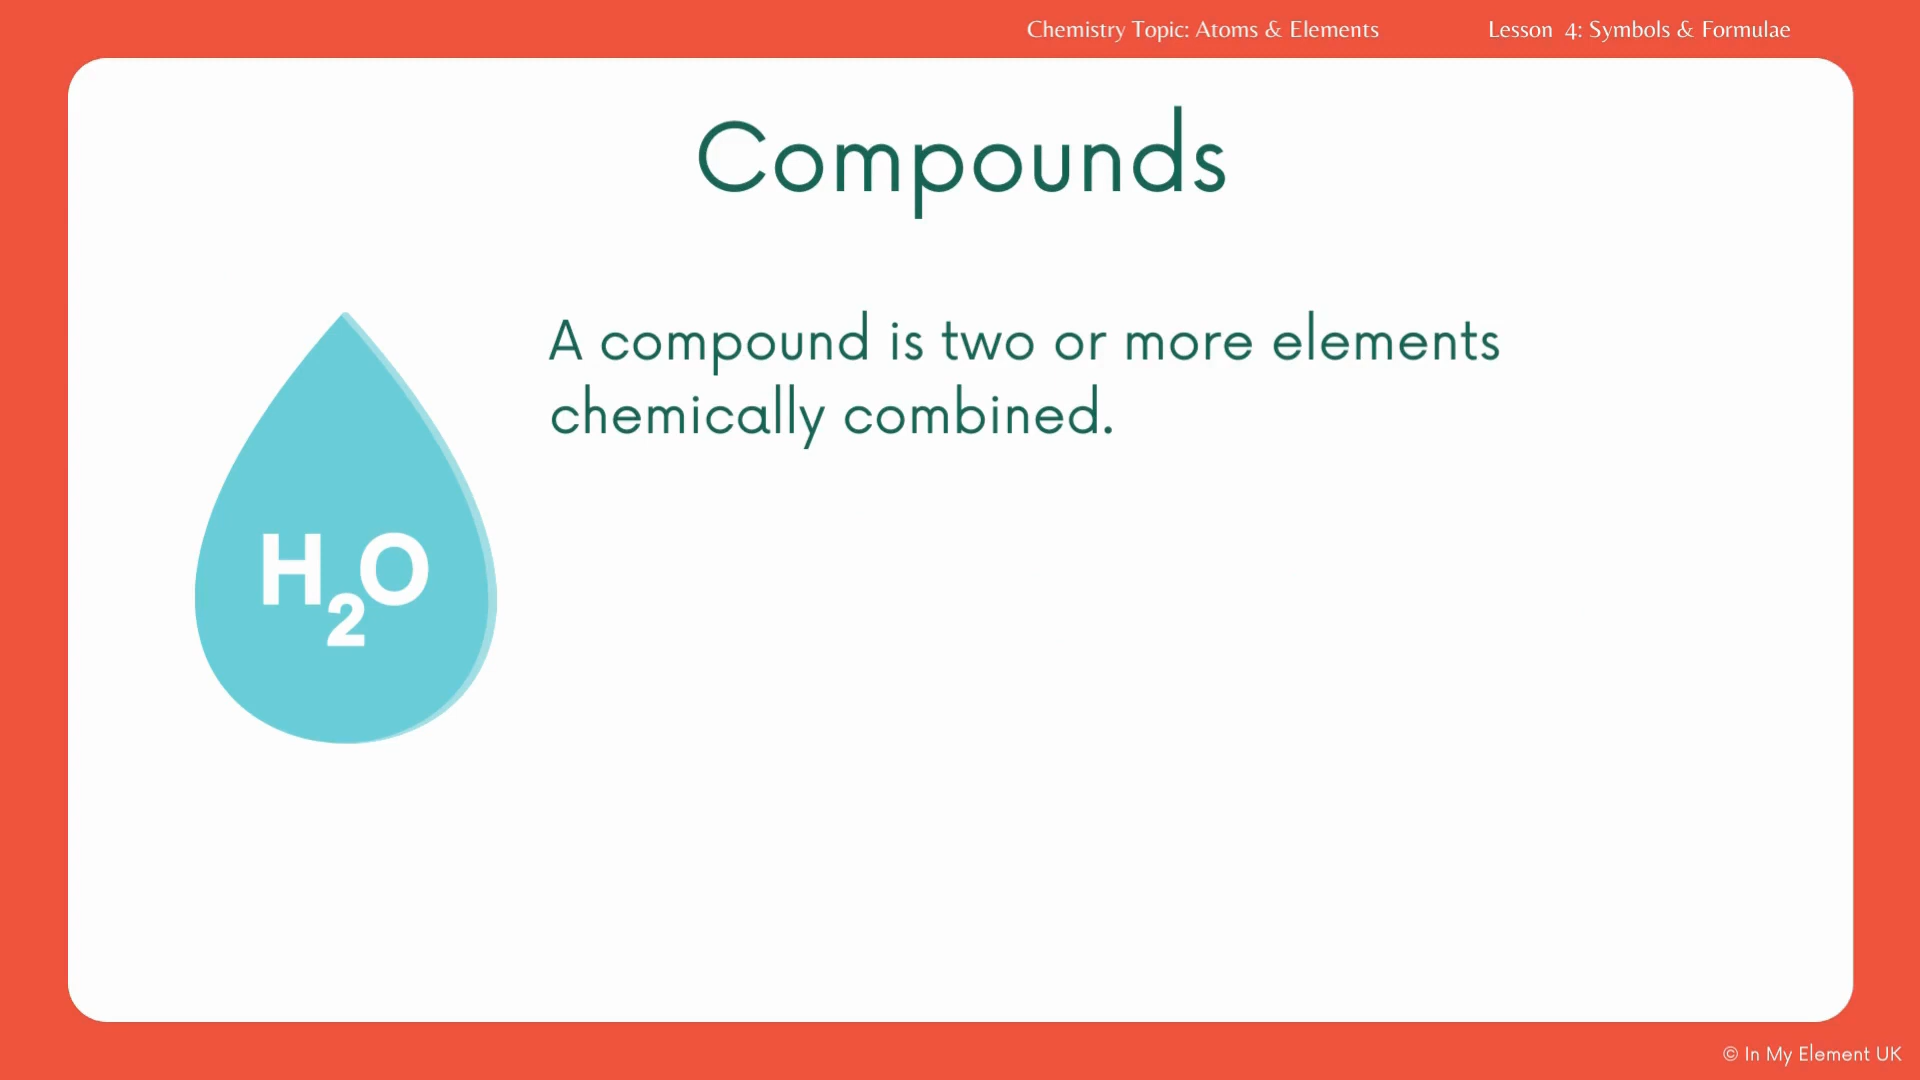 Chemistry Topic: Atoms & Elements
Lesson 4: Symbols & Formulae
Compounds
A compound is two or more elements
chemically combined.
H₂O
© In My Element UK